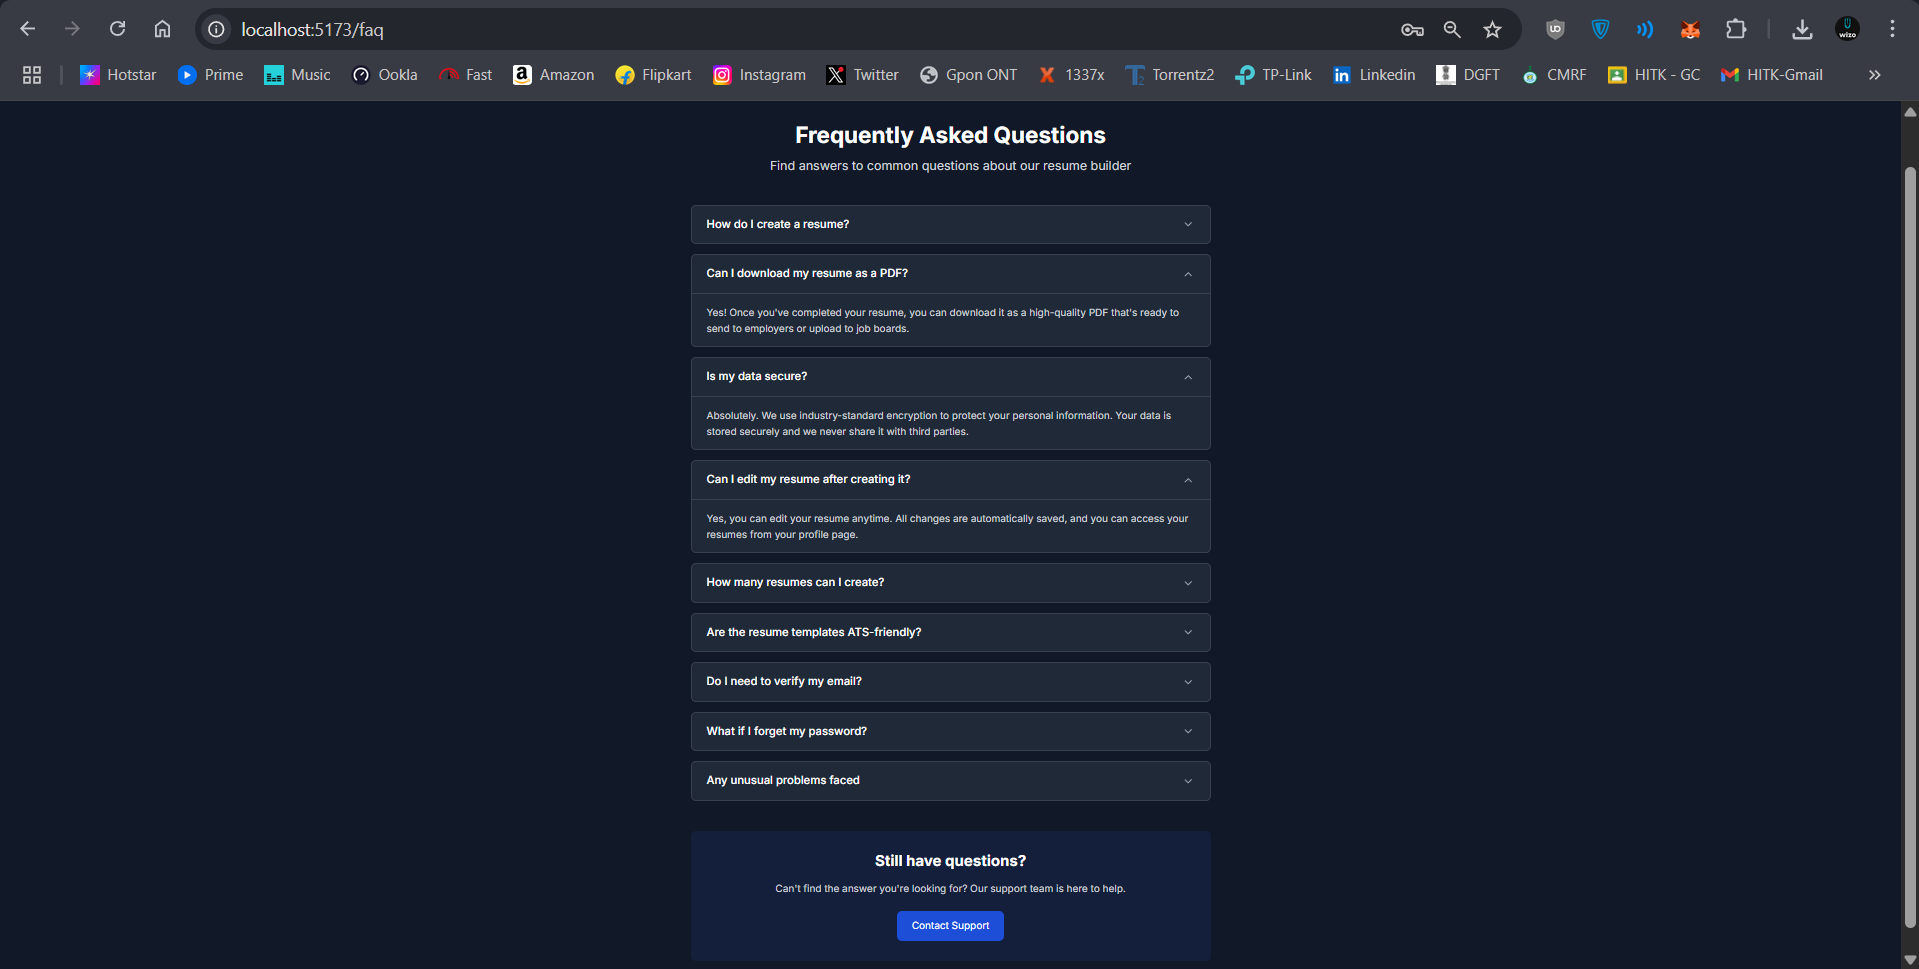 localhost:5173/faq
wizo
Hotstar Prime Music Ookla Fast Amazon Flipkart Instagram Twitter Gpon ONT 1337x Torrentz2 TP-Link Linkedin DGFT CMRF HITK - GC HITK-Gmail
Frequently Asked Questions
Find answers to common questions about our resume builder
How do I create a resume?
Can I download my resume as a PDF?
Yes! Once you've completed your resume, you can download it as a high-quality PDF that's ready to
send to employers or upload to job boards.
Is my data secure?
Absolutely. We use industry-standard encryption to protect your personal information. Your data is
stored securely and we never share it with third parties.
Can I edit my resume after creating it?
Yes, you can edit your resume anytime. All changes are automatically saved, and you can access your
resumes from your profile page.
How many resumes can I create?
Are the resume templates ATS-friendly?
Do I need to verify my email?
What if I forget my password?
Any unusual problems faced
Still have questions?
Can't find the answer you're looking for? Our support team is here to help.
Contact Support